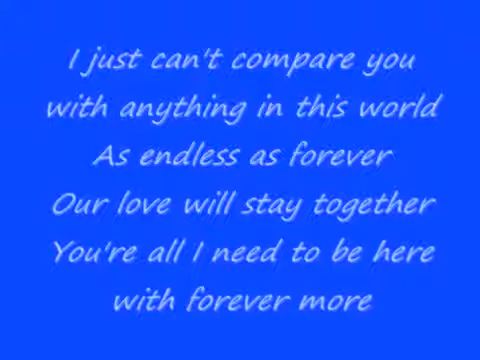 I just can't compare you
with anything in this world
As endless as forever
Our love will stay together
You're all I need to be here
with forever more